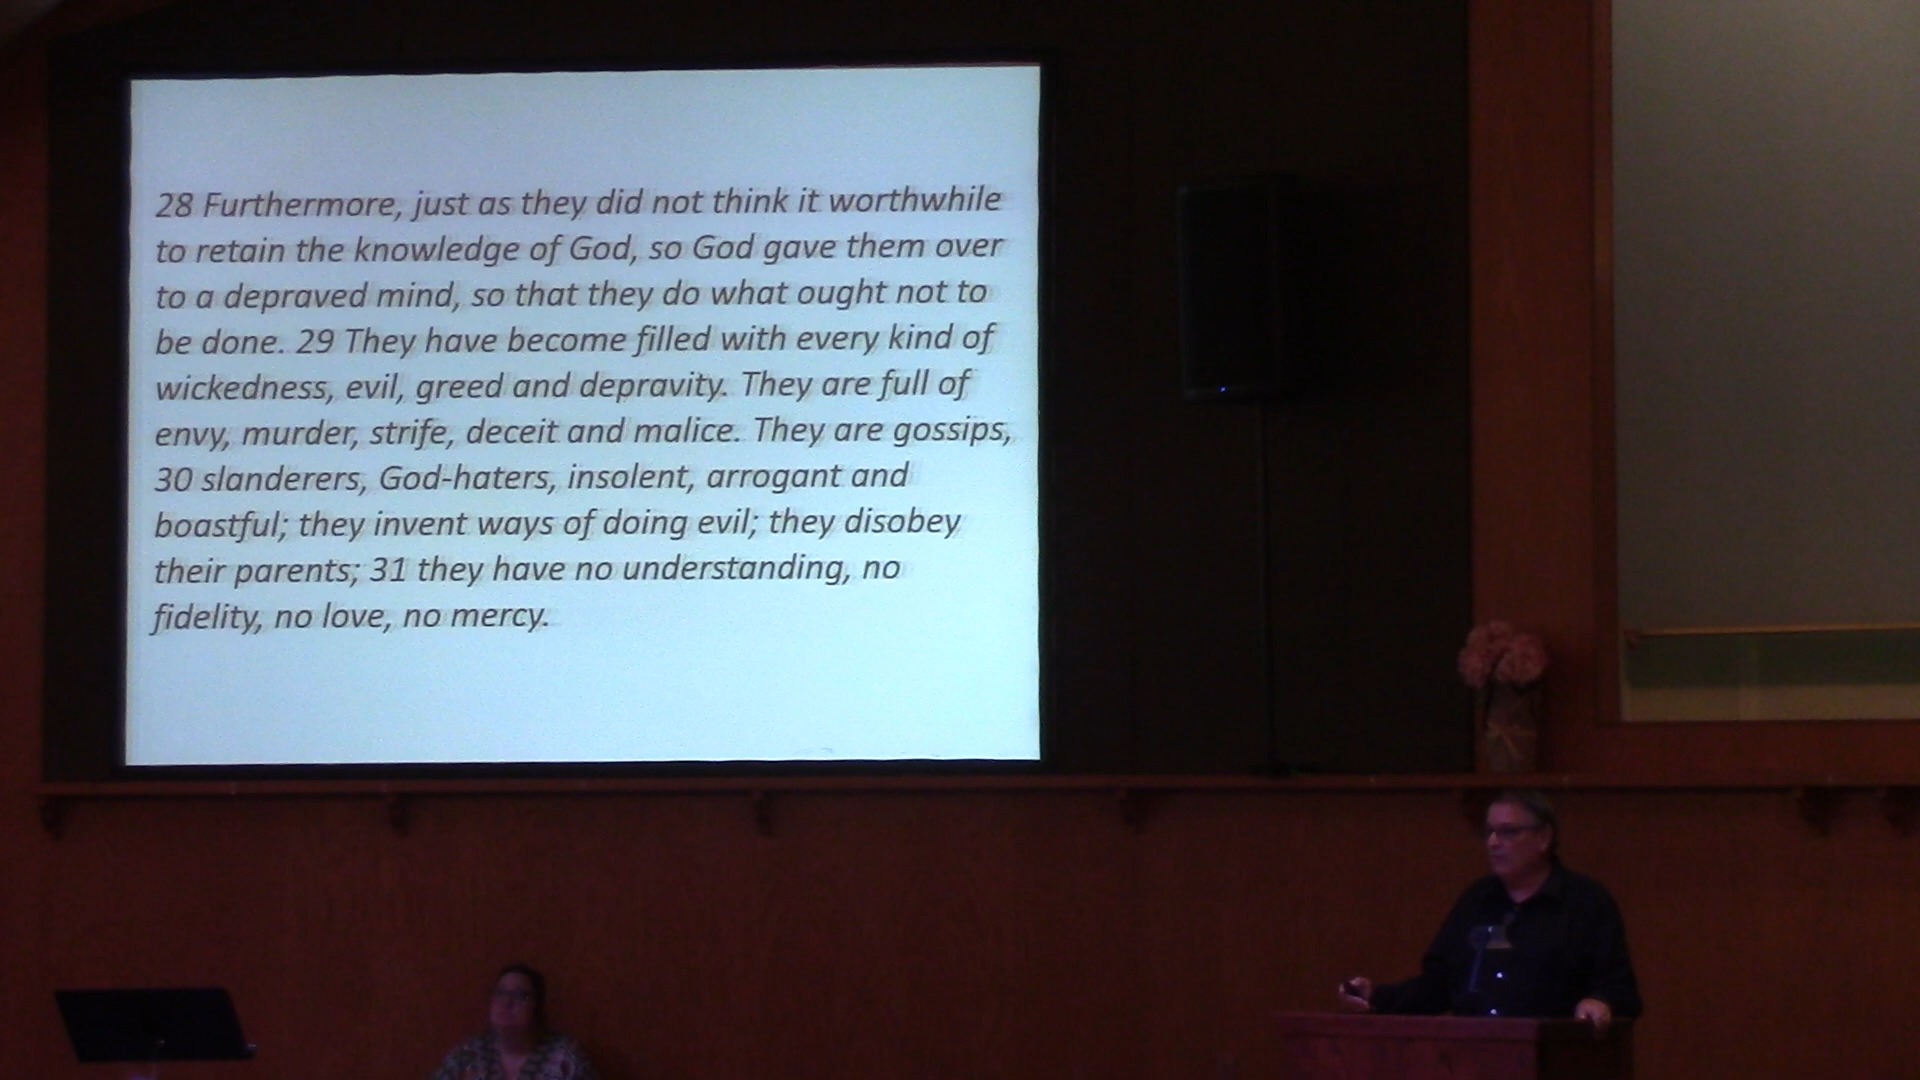 28 Furthermore, just as they did not think it worthwhile
to retain the knowledge of God, so God gave them over
to a depraved mind, so that they do what ought not to
be done. 29 They have become filled with every kind of
wickedness, evil, greed and depravity. They are full of
envy, murder, strife, deceit and malice. They are gossips,
30 slanderers, God-haters, insolent, arrogant and
boastful; they invent ways of doing evil; they disobey
their parents; 31 they have no understanding, no
fidelity, no love, no mercy.